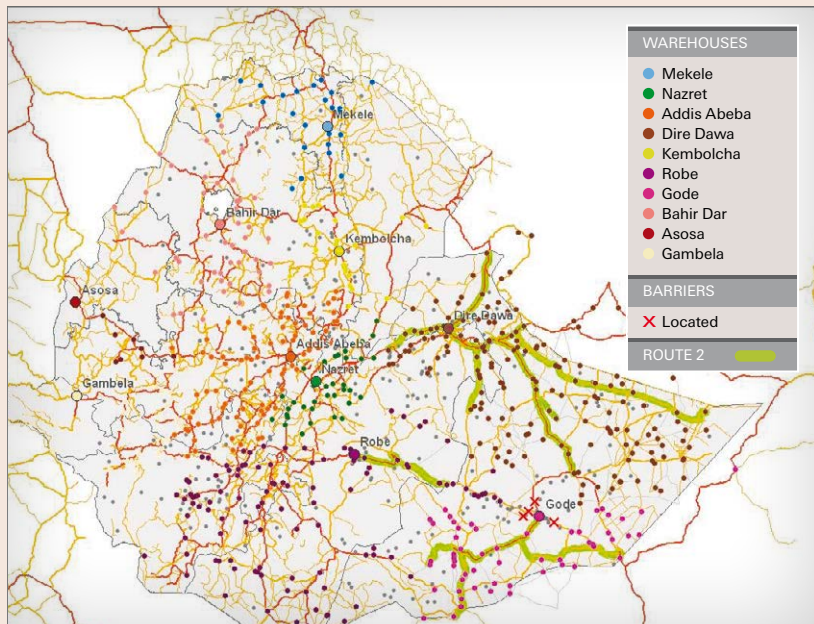 WAREHOUSES
Mekele
Nazret
Addis Abeba
Dire Dawa
Kembolcha
Robe
Gode
Bahir Dar
Asosa
Gambela
BARRIERS
Located
ROUTE 2
Mekele
Bahir Dar
Kembolcha
Asosa
Dire Dawa
Addis Abeba
Nazret
Gambela
Robe
Gode